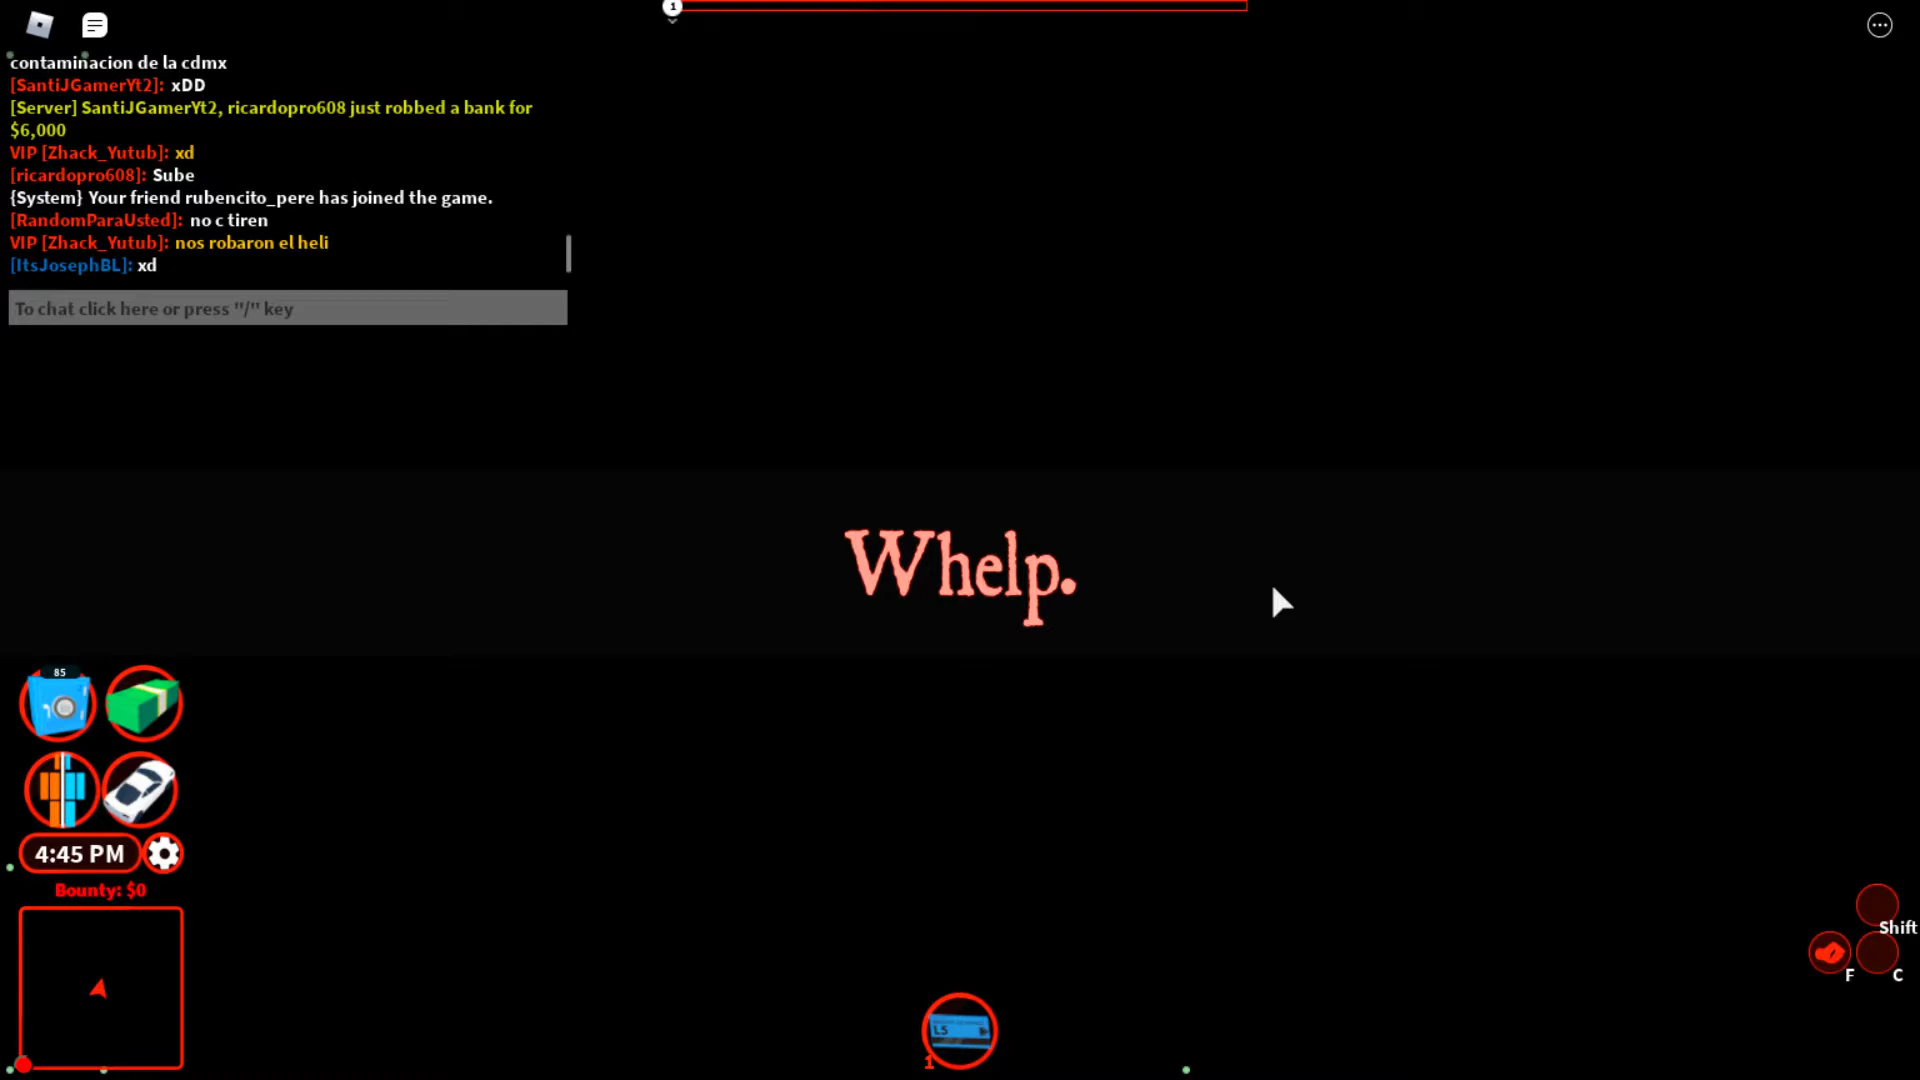 1
contaminacion de la cdmx
[SantiJGamerYt2]: xDD
[Server] SantiJGamerYt2, ricardopro608 just robbed a bank for
$6,000
VIP [Zhack_Yutub]: xd
[ricardopro608]: Sube
{System} Your friend rubencito_pere has joined the game.
[RandomParaUsted]: no c tiren
VIP [Zhack_Yutub]: nos robaron el heli
[ItsJosephBL]: xd
To chat click here or press "/" key
Whelp.
85
4:45 PM
Bounty: $0
Shift
F
C
L5
1